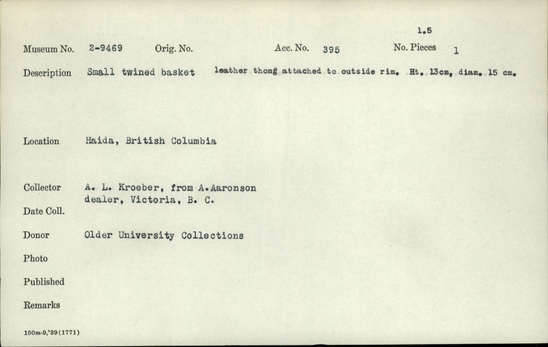 1.5
Museum No. 2-9469 Orig. No. Acc. No. 395 No. Pieces 1
Description Small twined basket leather thong attached to outside rim. Ht. 13cm, diam. 15 cm.
Location Haida, British Columbia
Collector A. L. Kroeber, from A.Aaronson
dealer, Victoria, B. C.
Date Coll.
Donor Older University Collections
Photo
Published
Remarks
100m-9,'39(1771)